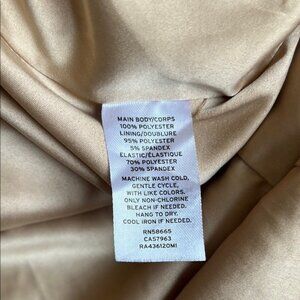 MAIN BODY/CORPS
100% POLYESTER
LINING/DOUBLURE
95% POLYESTER
5% SPANDEX
ELASTIC/ÉLASTIQUE
70% POLYESTER
30% SPANDEX
MACHINE WASH COLD,
GENTLE CYCLE,
WITH LIKE COLORS.
ONLY NON-CHLORINE
BLEACH IF NEEDED.
HANG TO DRY.
COOL IRON IF NEEDED.
RN58665
CA57963
RA436120MI